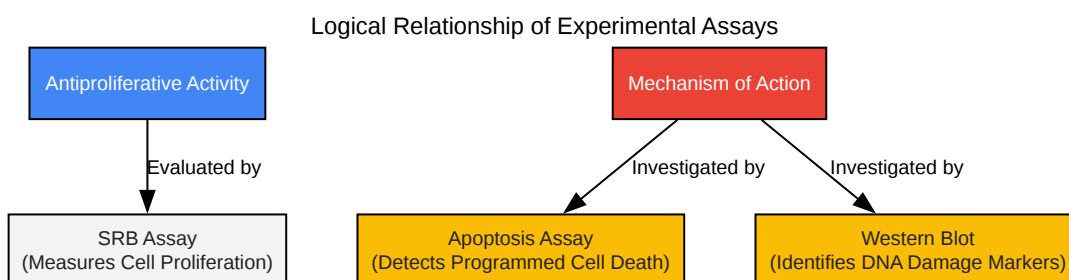 Logical Relationship of Experimental Assays
Antiproliferative Activity
Mechanism of Action
Evaluated by
Investigated by
Investigated by
SRB Assay
(Measures Cell Proliferation)
Apoptosis Assay
(Detects Programmed Cell Death)
Western Blot
(Identifies DNA Damage Markers)